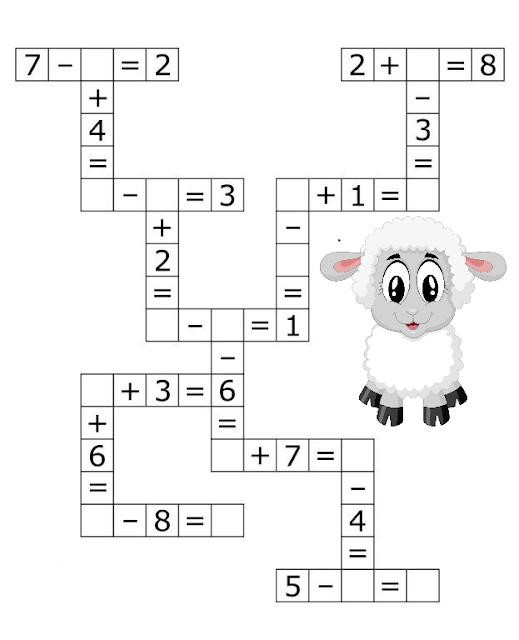 7 – = 2 2 + = 8
+ –
4 3
= =
– = 3 + 1 =
+ –
2
= =
– = 1
–
+ 3 = 6
+ =
6 + 7 =
= –
– 8 = 4
=
5 – =